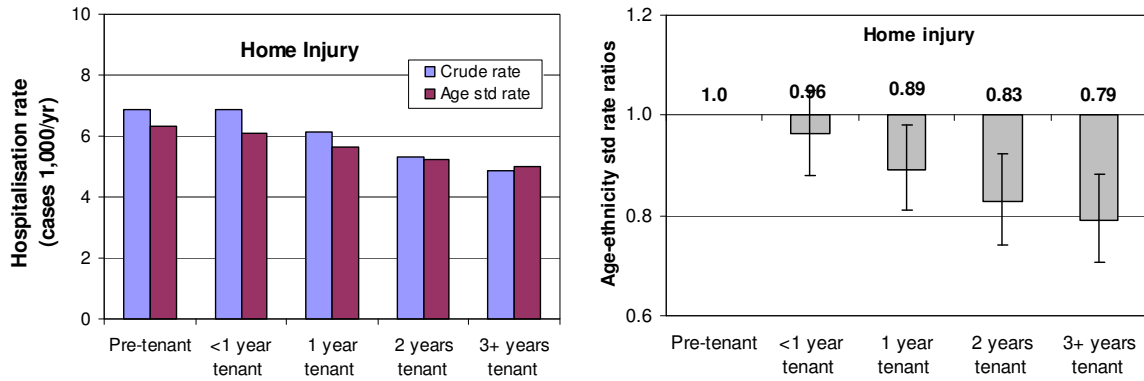 Home Injury
Hospitalisation rate
(cases 1,000/yr)
10
8
6
4
2
0
Crude rate
Age std rate
Pre-tenant
<1 year
tenant
1 year
tenant
2 years
tenant
3+ years
tenant
Home injury
Age-ethnicity std rate ratios
1.2
1.0
0.8
0.6
1.0
0.96
0.89
0.83
0.79
Pre-tenant
<1 year
tenant
1 year
tenant
2 years
tenant
3+ years
tenant